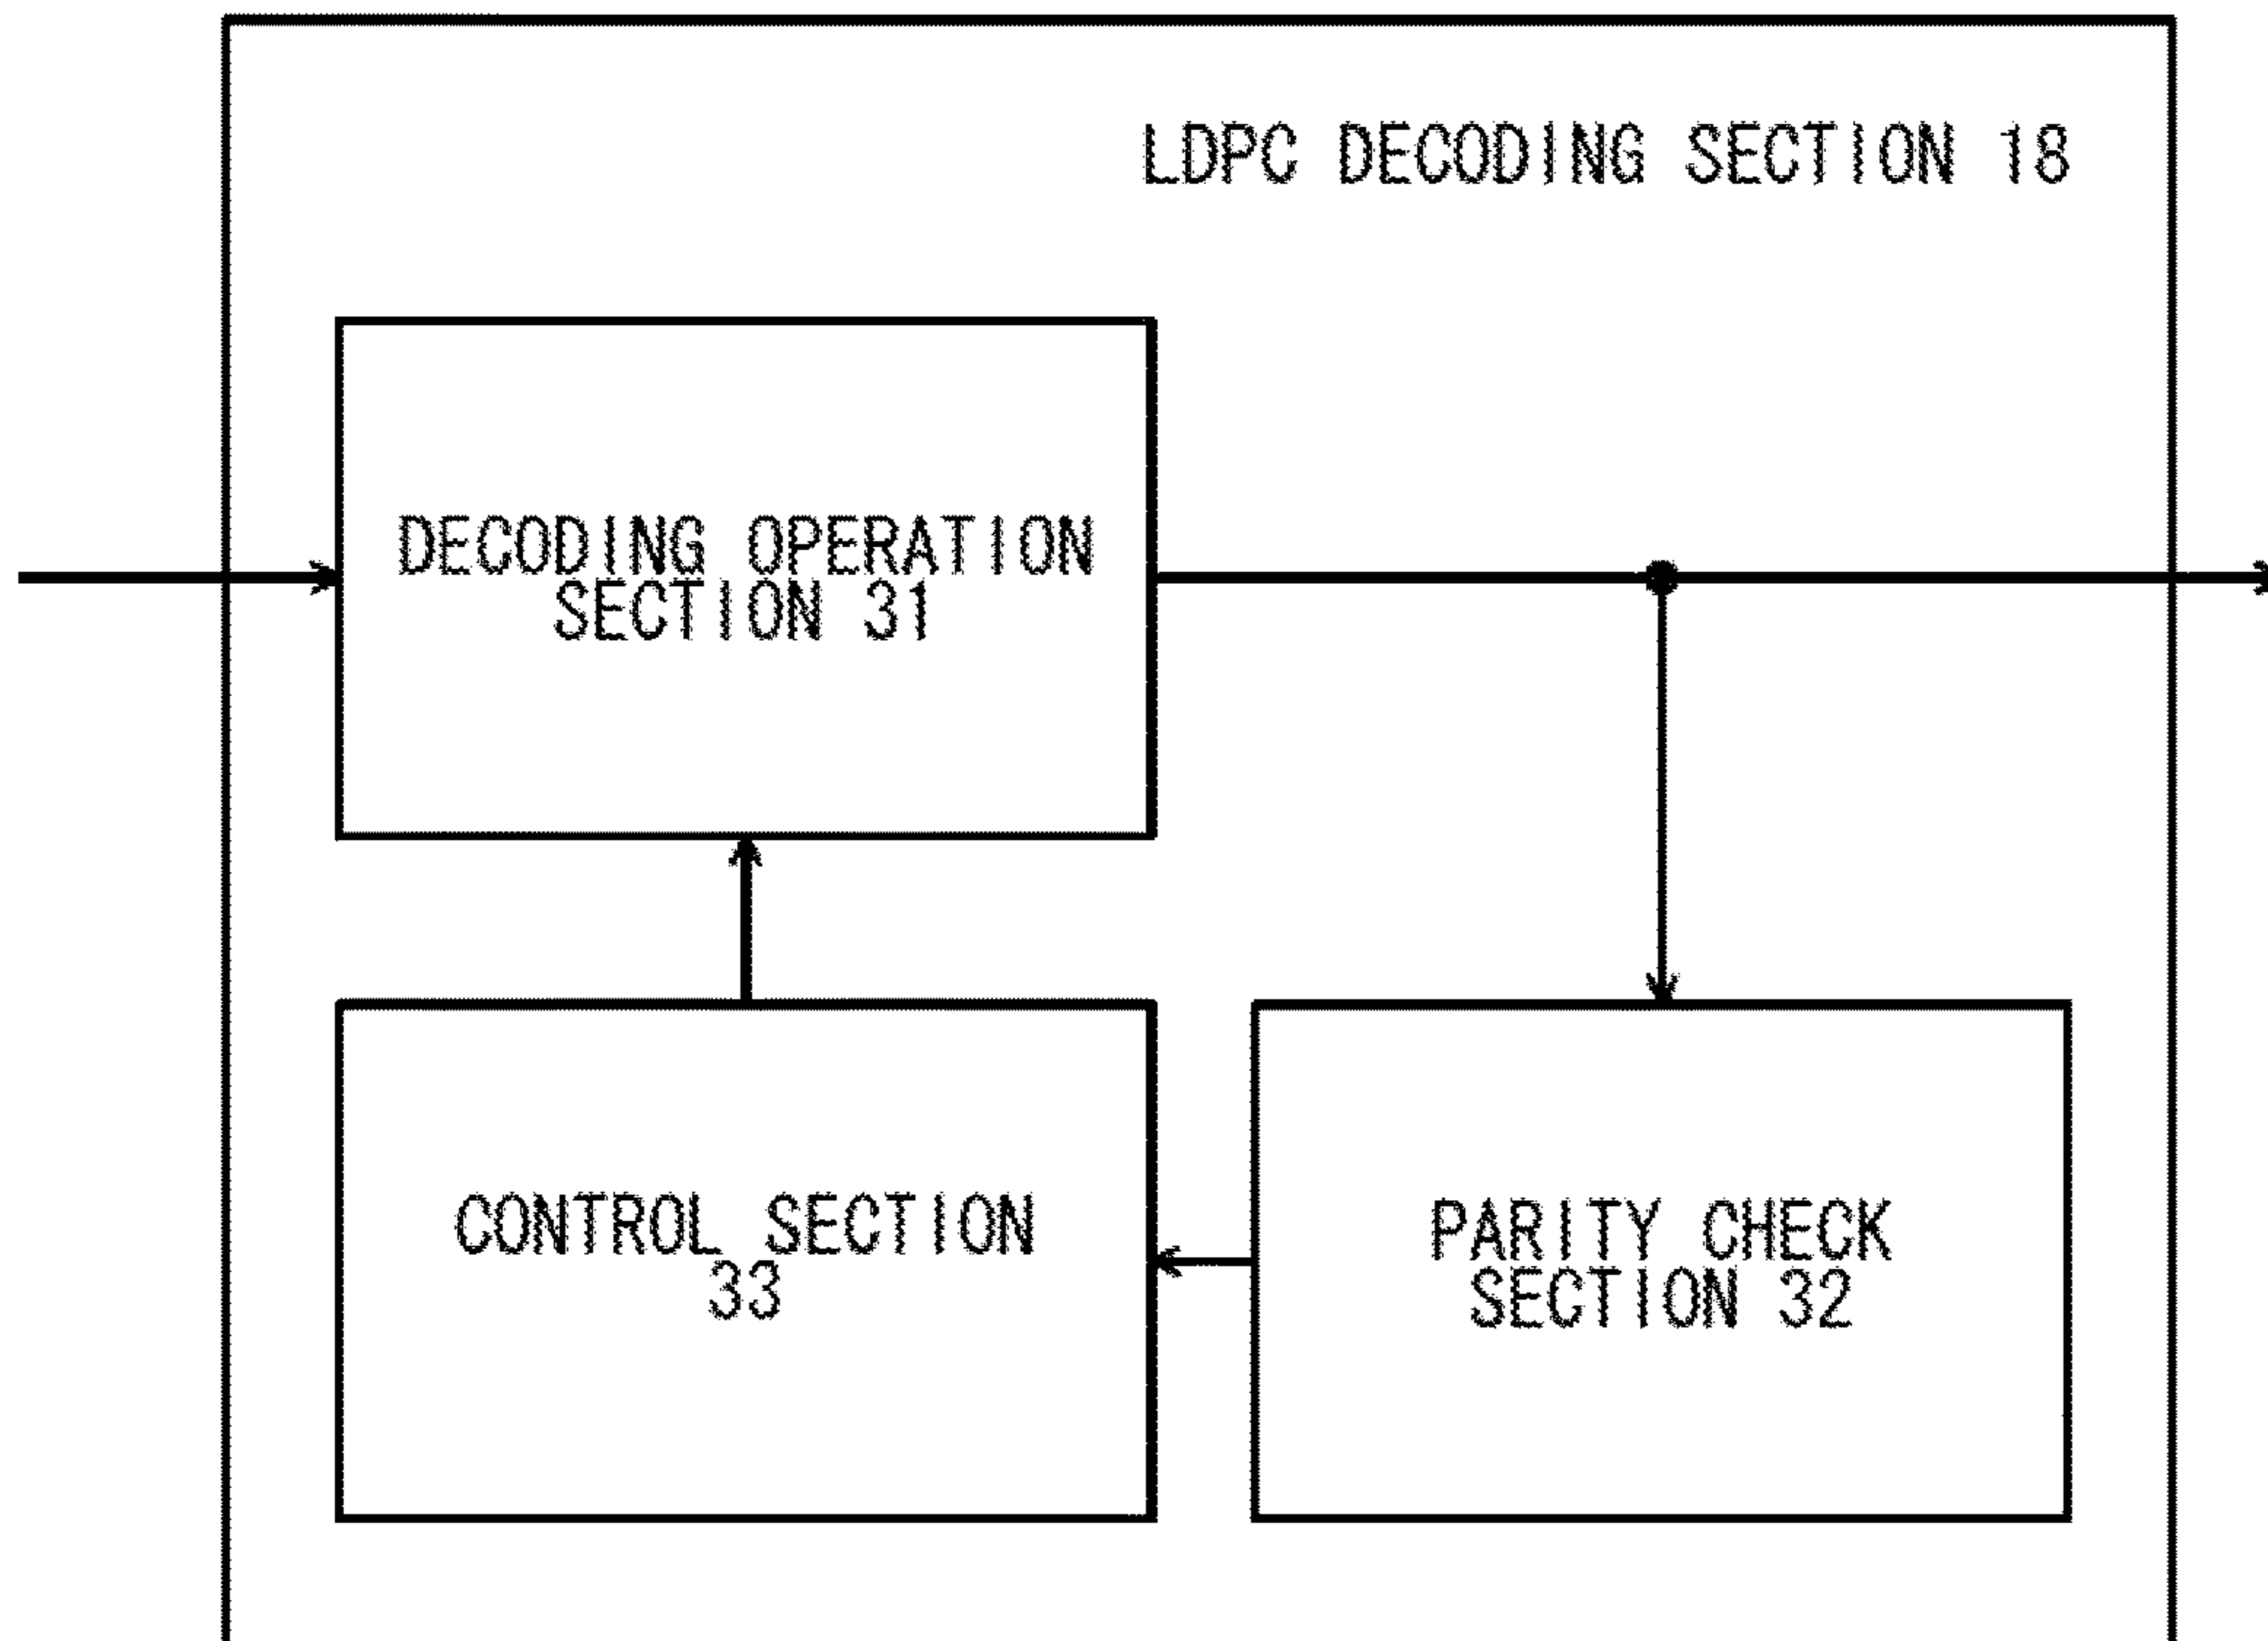 LDPC DECODING SECTION 18
DECODING OPERATION
SECTION 31
CONTROL SECTION
33
PARITY CHECK
SECTION 32